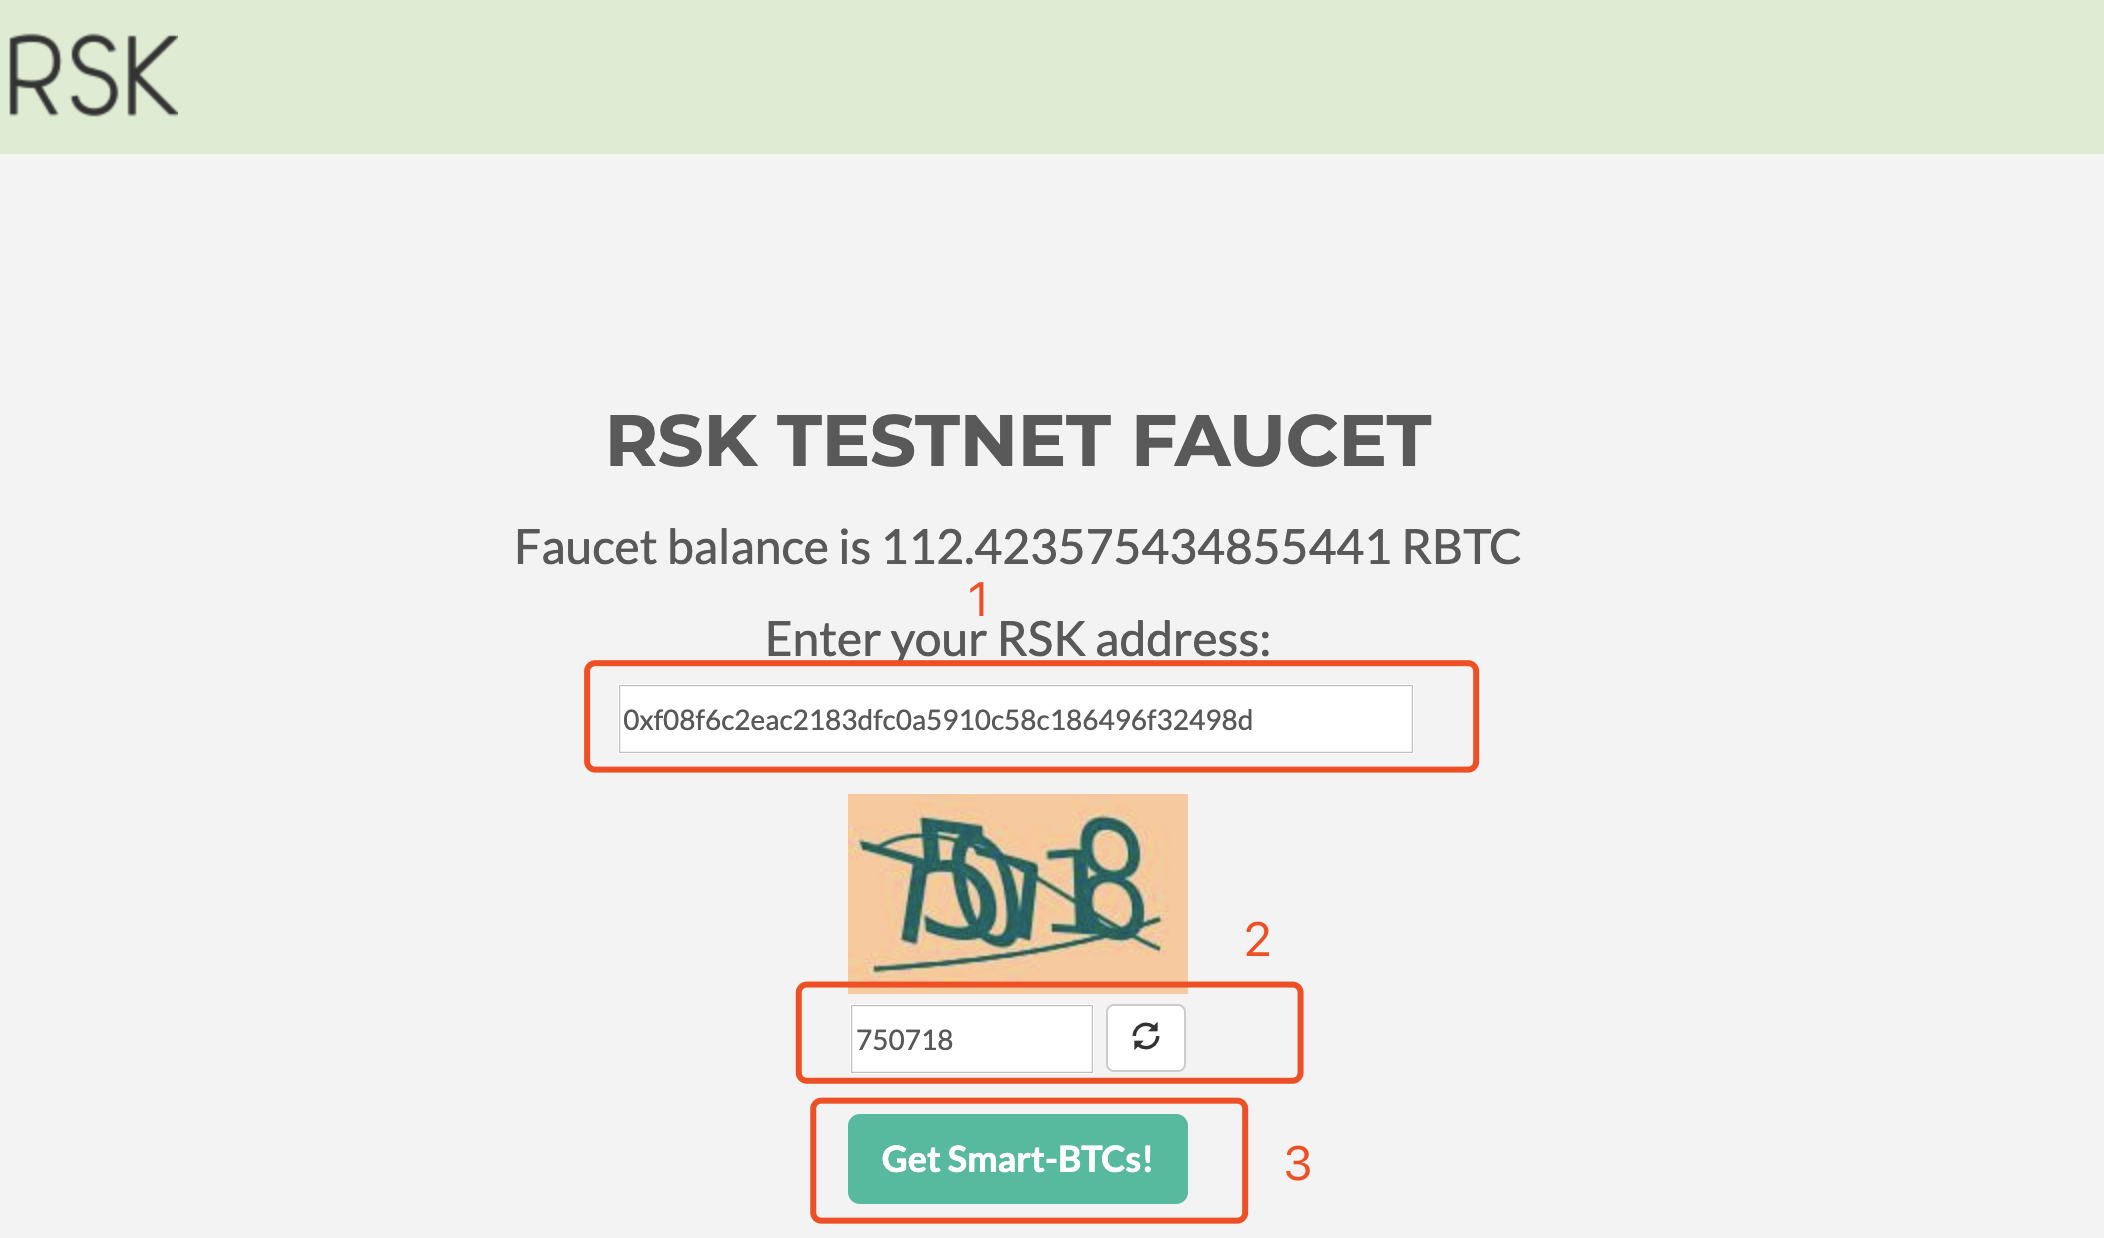 RSK
RSK TESTNET FAUCET
Faucet balance is 112.423575434855441 RBTC
1
Enter your RSK address:
0xf08f6c2eac2183dfc0a5910c58c186496f32498d
750718
2
750718
Get Smart-BTCs!
3